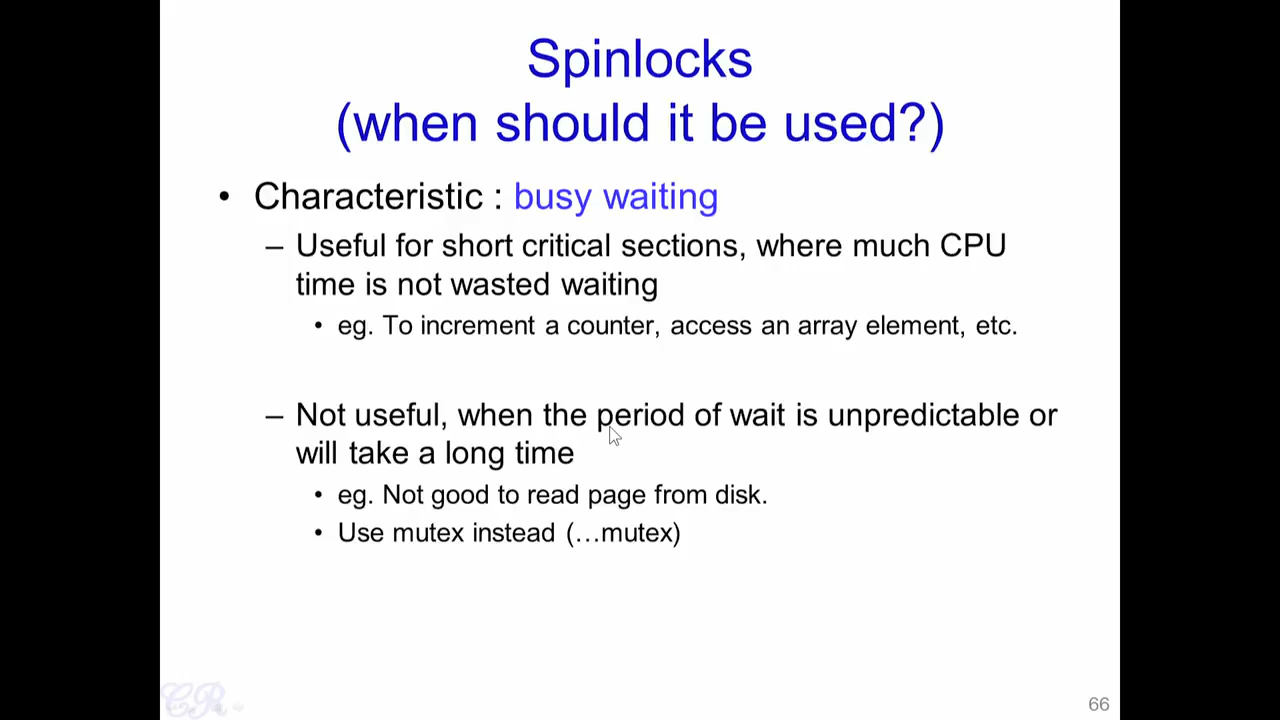 Spinlocks
(when should it be used?)
• Characteristic : busy waiting
– Useful for short critical sections, where much CPU
time is not wasted waiting
• eg. To increment a counter, access an array element, etc.
– Not useful, when the period of wait is unpredictable or
will take a long time
• eg. Not good to read page from disk.
• Use mutex instead (…mutex)
CR
66